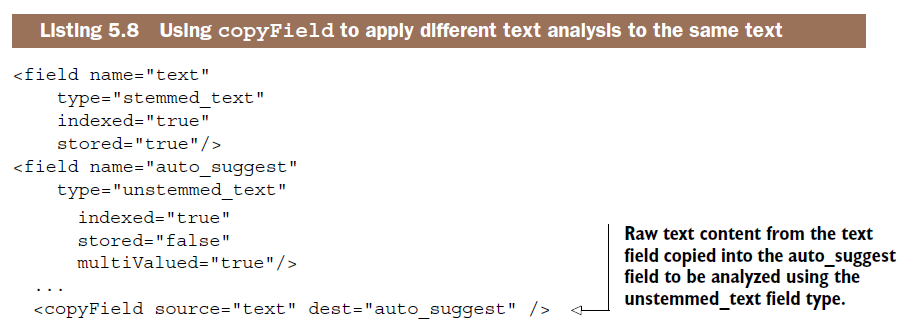 Listing 5.8 Using copyField to apply different text analysis to the same text
<field name="text"
type="stemmed_text"
indexed="true"
stored="true"/>
<field name="auto_suggest"
type="unstemmed_text"
indexed="true"
stored="false"
multiValued="true"/>
...
<copyField source="text" dest="auto_suggest" />
Raw text content from the text
field copied into the auto_suggest
field to be analyzed using the
unstemmed_text field type.